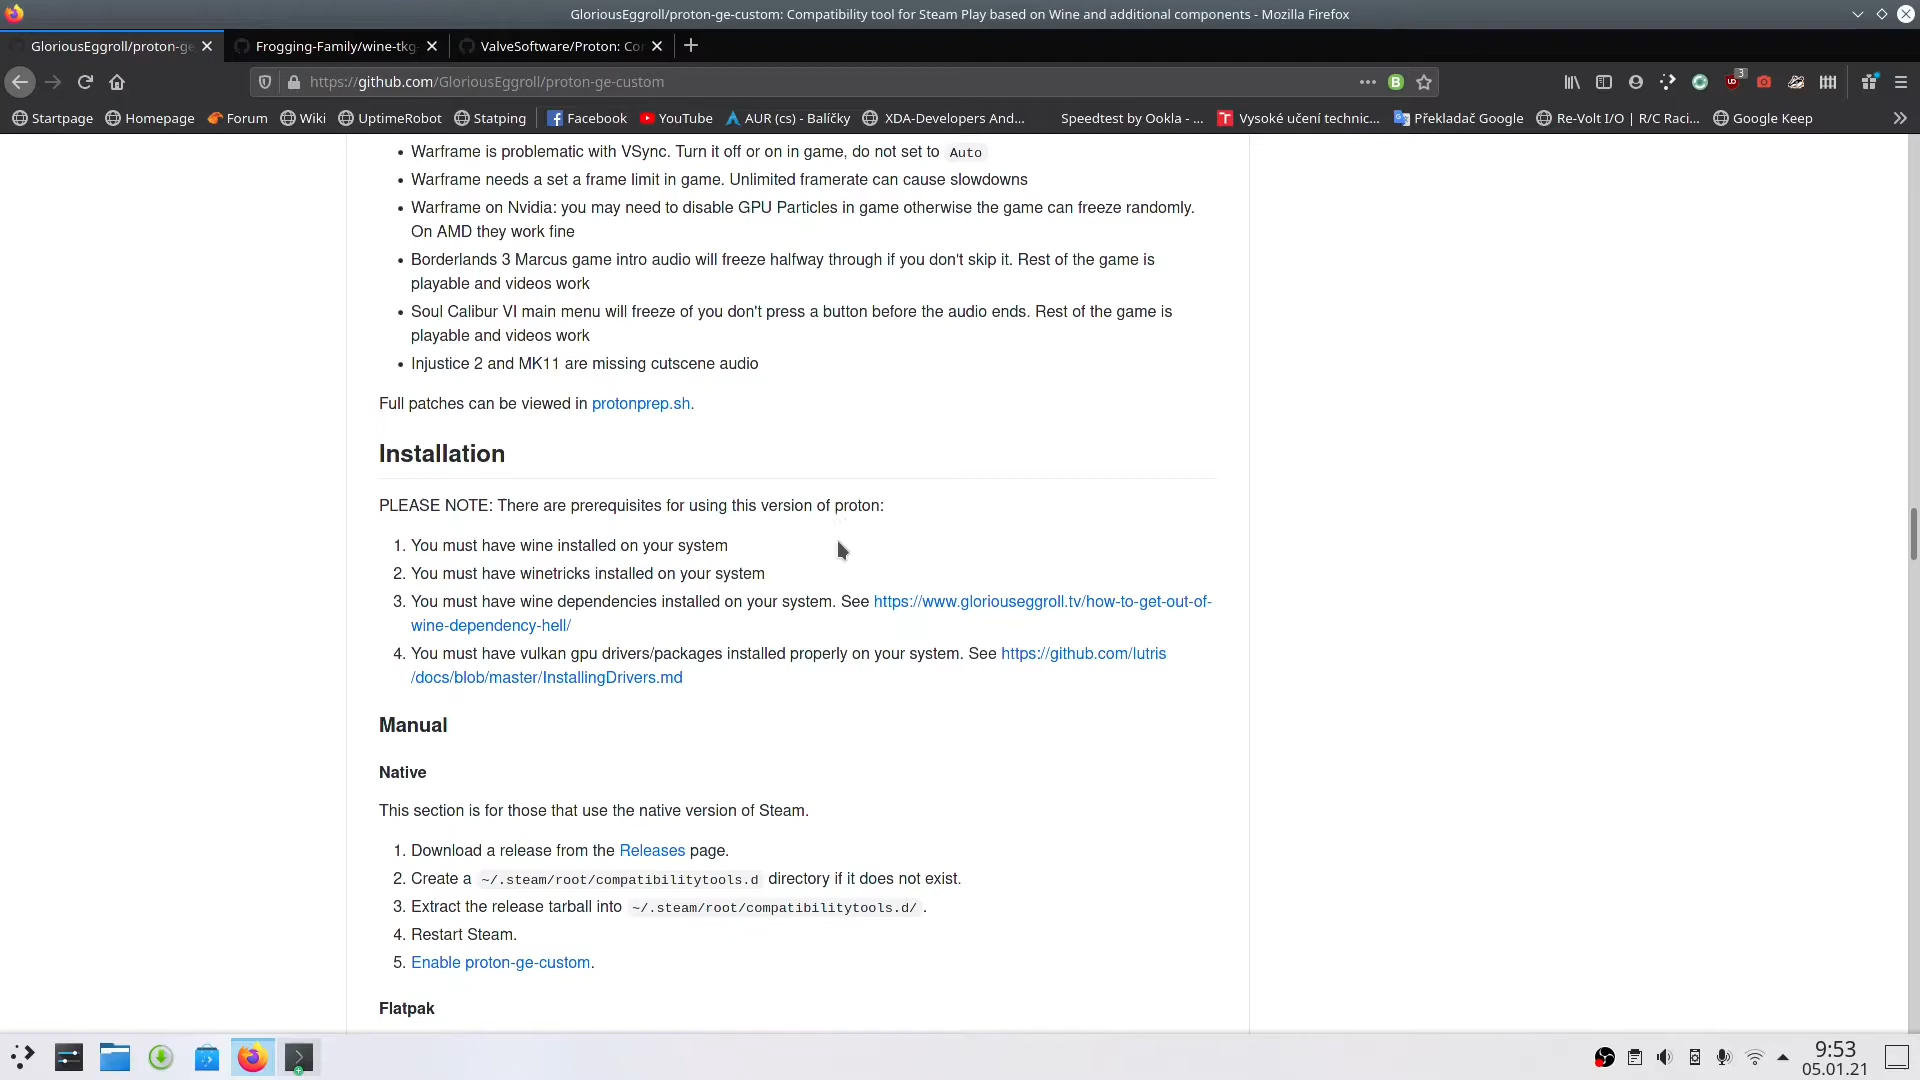 GloriousEggroll/proton-ge-custom: Compatibility tool for Steam Play based on Wine and additional components - Mozilla Firefox
GloriousEggroll/proton-ge
Frogging-Family/wine-tkg-
ValveSoftware/Proton: Co
https://github.com/GloriousEggroll/proton-ge-custom
B
UD
3
Startpage
Homepage
Forum
Wiki
UptimeRobot
Statping
Facebook
YouTube
AUR (cs) - Balíčky
XDA-Developers And...
Speedtest by Ookla - ...
T Vysoké učení technic...
Překladač Google
Re-Volt I/O | R/C Raci...
Google Keep
• Warframe is problematic with VSync. Turn it off or on in game, do not set to Auto
• Warframe needs a set a frame limit in game. Unlimited framerate can cause slowdowns
• Warframe on Nvidia: you may need to disable GPU Particles in game otherwise the game can freeze randomly.
On AMD they work fine
• Borderlands 3 Marcus game intro audio will freeze halfway through if you don't skip it. Rest of the game is
playable and videos work
• Soul Calibur VI main menu will freeze of you don't press a button before the audio ends. Rest of the game is
playable and videos work
• Injustice 2 and MK11 are missing cutscene audio
Full patches can be viewed in protonprep.sh.
Installation
PLEASE NOTE: There are prerequisites for using this version of proton:
1. You must have wine installed on your system
2. You must have winetricks installed on your system
3. You must have wine dependencies installed on your system. See https://www.gloriouseggroll.tv/how-to-get-out-of-
wine-dependency-hell/
4. You must have vulkan gpu drivers/packages installed properly on your system. See https://github.com/lutris
/docs/blob/master/InstallingDrivers.md
Manual
Native
This section is for those that use the native version of Steam.
1. Download a release from the Releases page.
2. Create a ~/.steam/root/compatibilitytools.d directory if it does not exist.
3. Extract the release tarball into ~/.steam/root/compatibilitytools.d/ .
4. Restart Steam.
5. Enable proton-ge-custom.
Flatpak
9:53
05.01.21